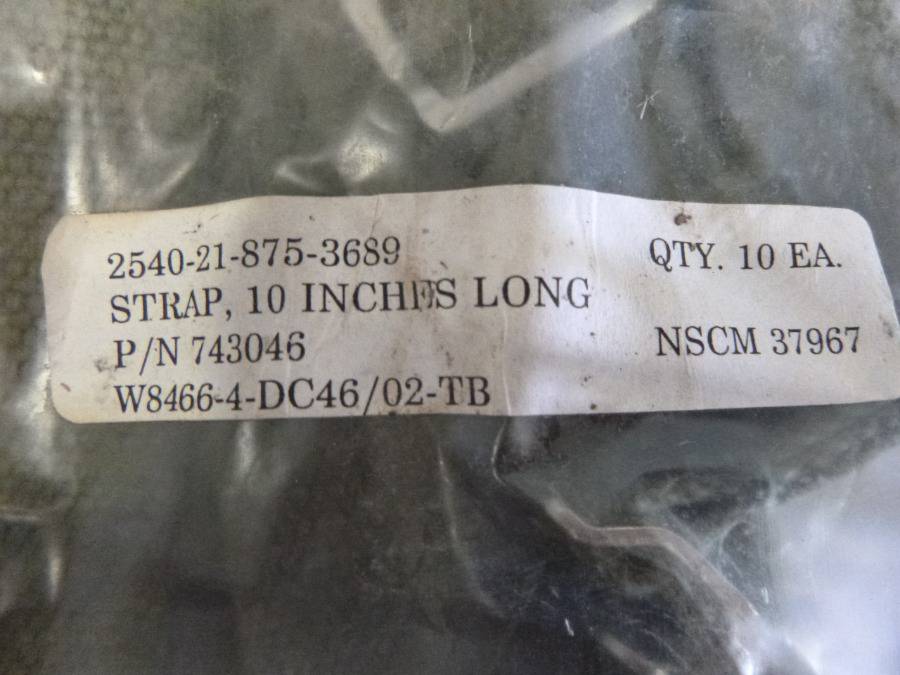 2540-21-875-3689 QTY. 10 EA.
STRAP, 10 INCHES LONG
P/N 743046 NSCM 37967
W8466-4-DC46/02-TB